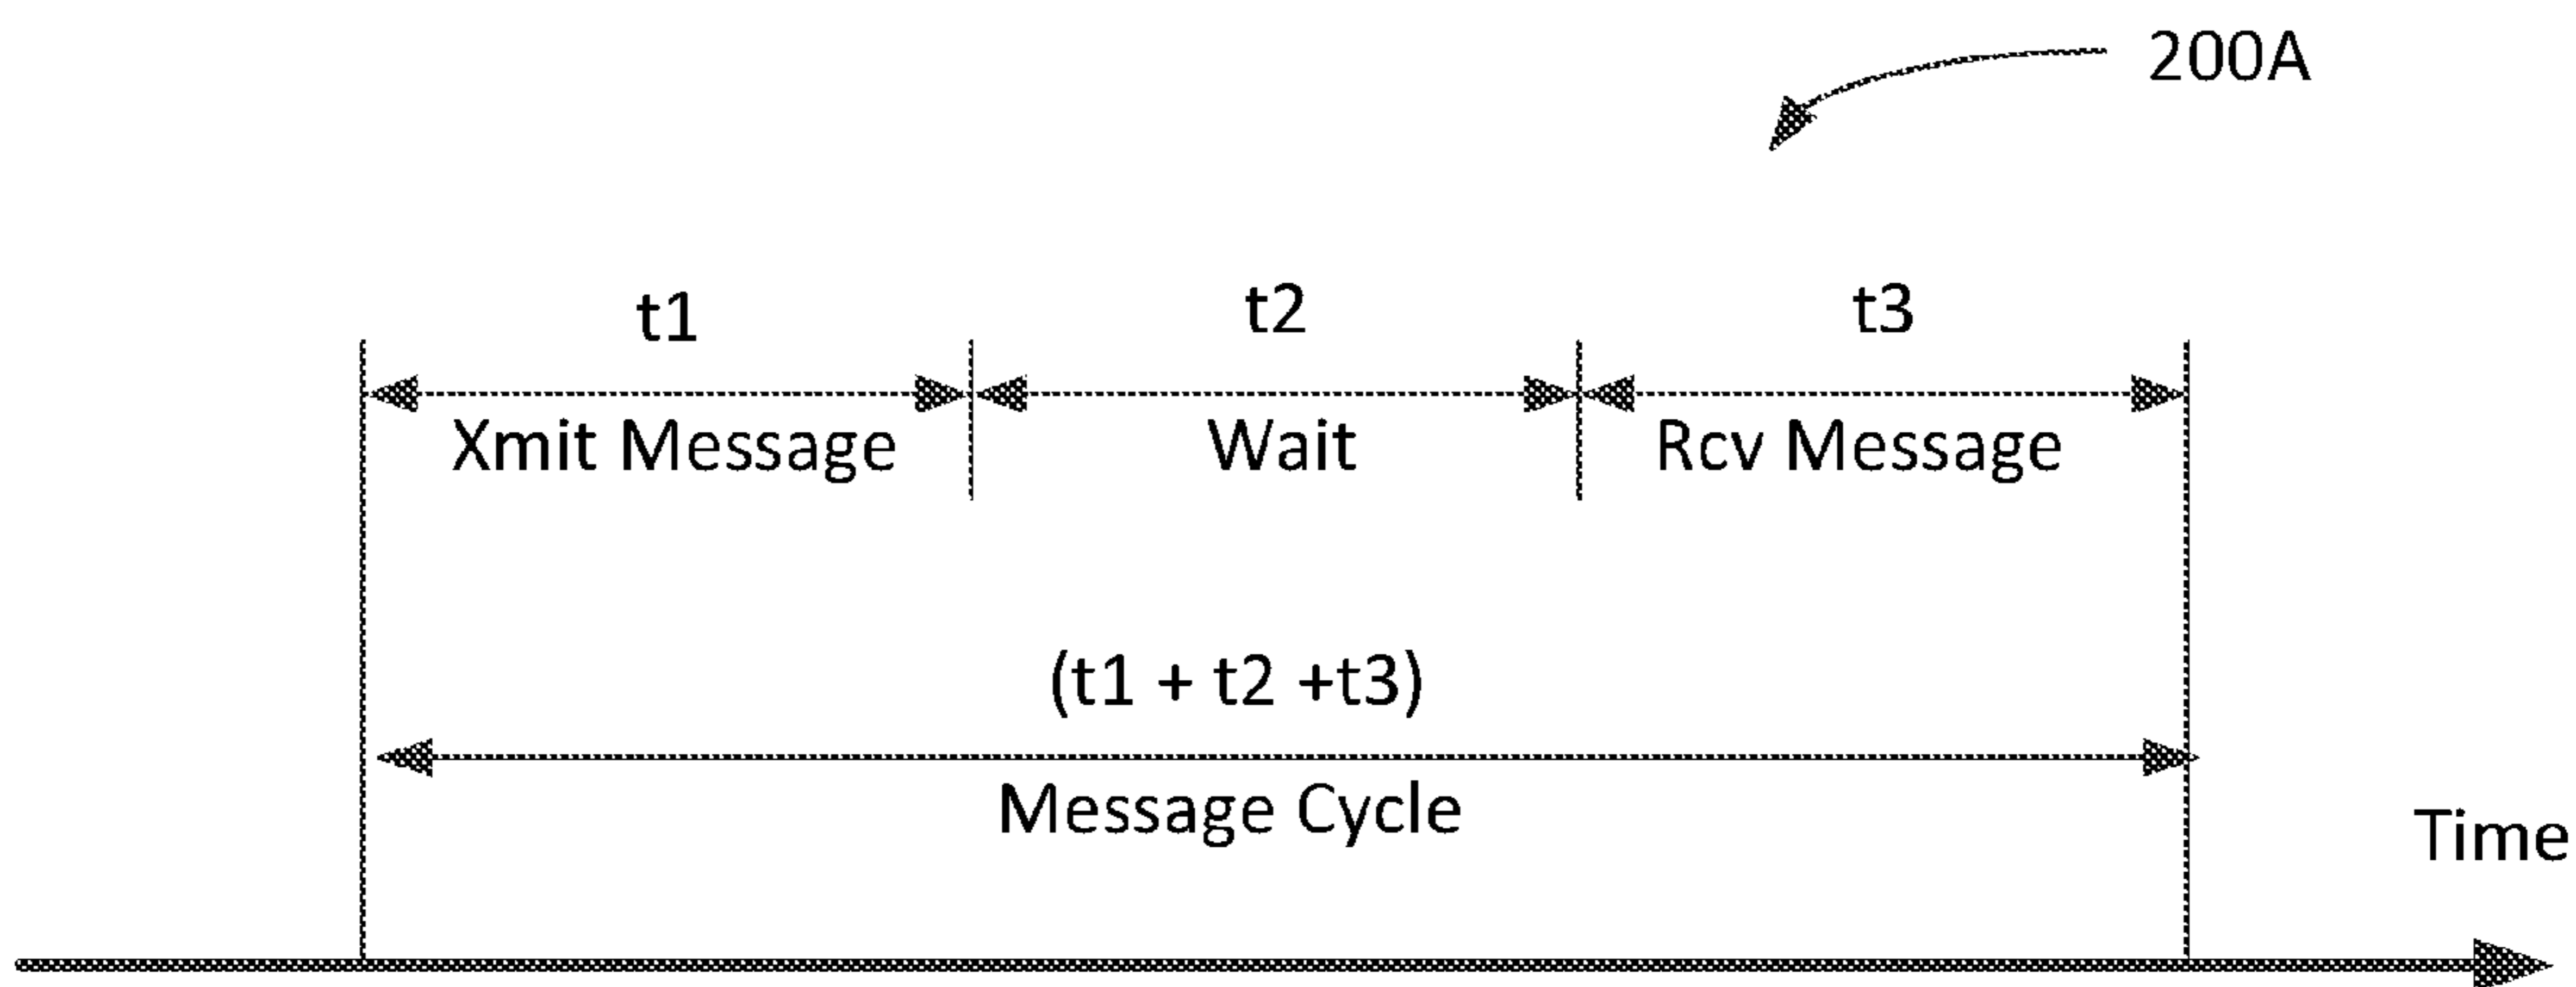 200A
t1
t2
t3
Xmit Message
Wait
Rcv Message
(t1 + t2 +t3)
Message Cycle
Time